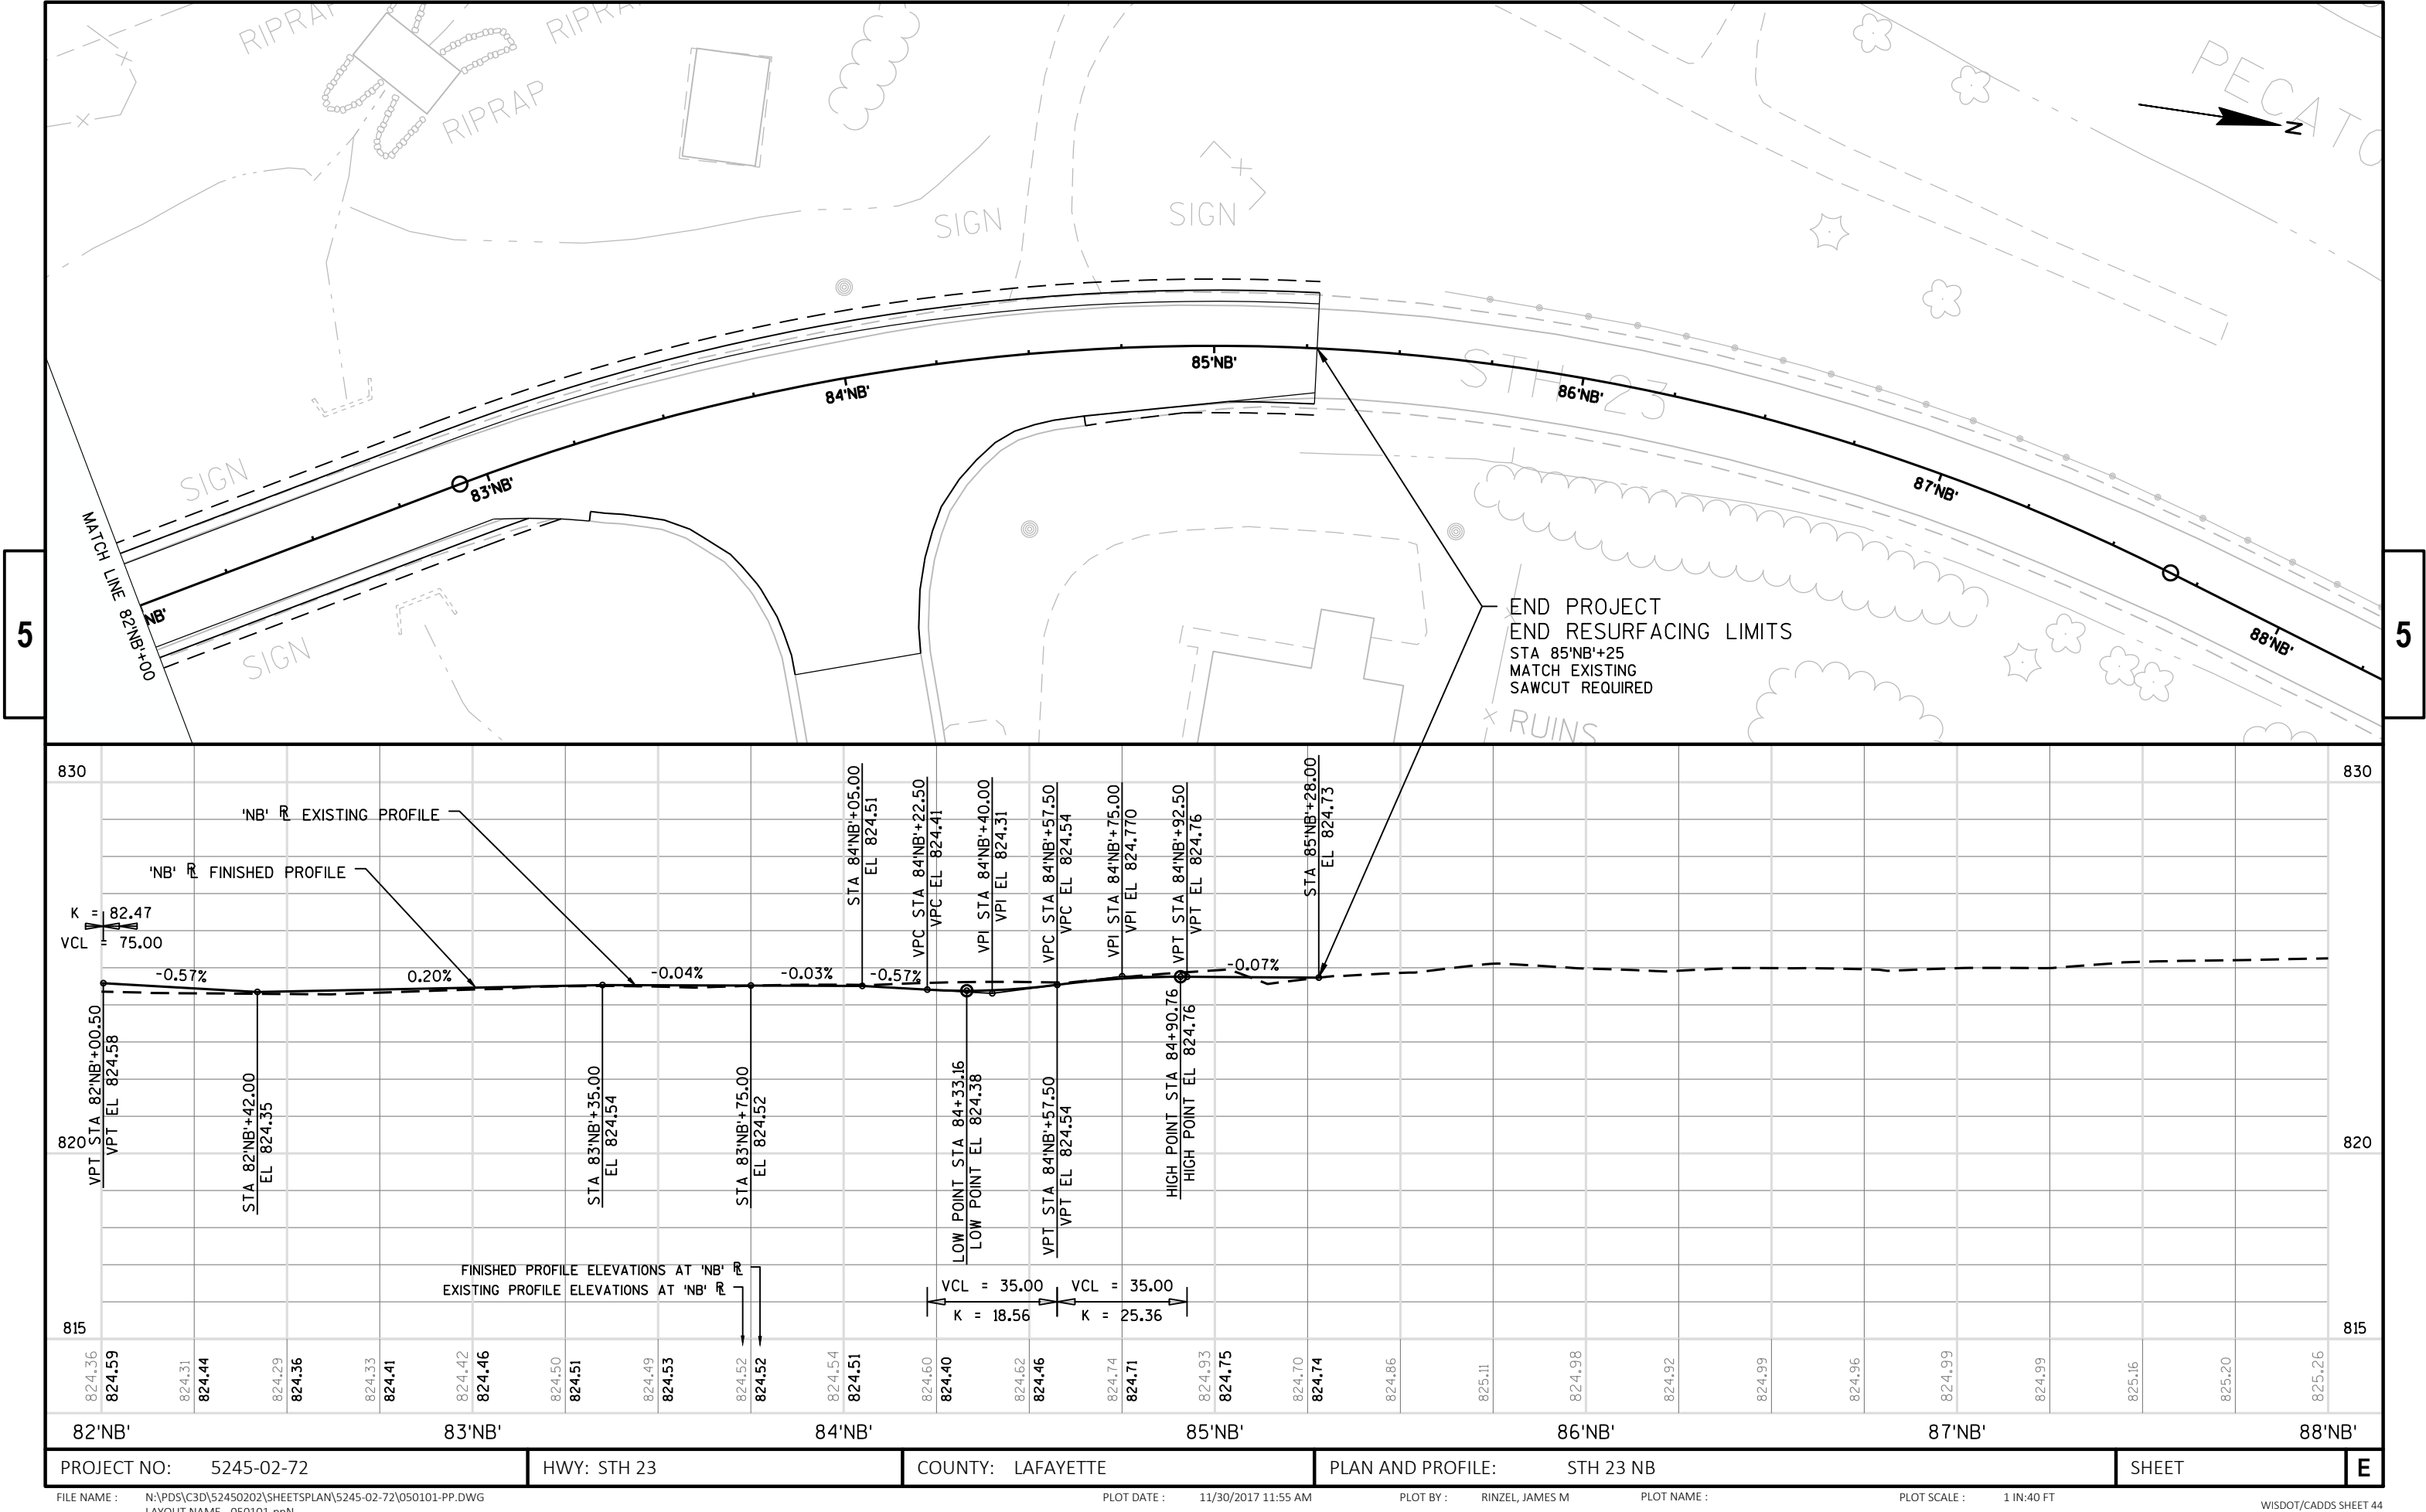 RIPRAP
RIPRAP
RIPRAP
PECATO
N
SIGN
SIGN
STH 23
85'NB'
84'NB'
86'NB'
83'NB'
87'NB'
88'NB'
NB'
SIGN
SIGN
MATCH LINE 82'NB'+00
END PROJECT
END RESURFACING LIMITS
STA 85'NB'+25
MATCH EXISTING
SAWCUT REQUIRED
RUINS
5
5
830
830
'NB' RL EXISTING PROFILE
'NB' RL FINISHED PROFILE
K = 82.47
VCL = 75.00
-0.57%
0.20%
-0.04%
-0.03%
-0.57%
-0.07%
STA 84'NB'+05.00
EL 824.51
VPC STA 84'NB'+22.50
VPC EL 824.41
VPI STA 84'NB'+40.00
VPI EL 824.31
VPC STA 84'NB'+57.50
VPC EL 824.54
VPI STA 84'NB'+75.00
VPI EL 824.770
VPT STA 84'NB'+92.50
VPT EL 824.76
STA 85'NB'+28.00
EL 824.73
VPT STA 82'NB'+00.50
VPT EL 824.58
STA 82'NB'+42.00
EL 824.35
STA 83'NB'+35.00
EL 824.54
STA 83'NB'+75.00
EL 824.52
LOW POINT STA 84+33.16
LOW POINT EL 824.38
VPT STA 84'NB'+57.50
VPT EL 824.54
HIGH POINT STA 84+90.76
HIGH POINT EL 824.76
820
820
FINISHED PROFILE ELEVATIONS AT 'NB' RL
EXISTING PROFILE ELEVATIONS AT 'NB' RL
VCL = 35.00
K = 18.56
VCL = 35.00
K = 25.36
815
815
824.36
824.59
824.31
824.44
824.29
824.36
824.33
824.41
824.42
824.46
824.50
824.51
824.49
824.53
824.52
824.52
824.54
824.51
824.60
824.40
824.62
824.46
824.74
824.71
824.93
824.75
824.70
824.74
824.86
825.11
824.98
824.92
824.99
824.96
824.99
824.99
825.16
825.20
825.26
82'NB'
83'NB'
84'NB'
85'NB'
86'NB'
87'NB'
88'NB'
PROJECT NO: 5245-02-72
HWY: STH 23
COUNTY: LAFAYETTE
PLAN AND PROFILE: STH 23 NB
SHEET
E
FILE NAME : N:\PDS\C3D\52450202\SHEETSPLAN\5245-02-72\050101-PP.DWG
LAYOUT NAME - 050101-ppN
PLOT DATE : 11/30/2017 11:55 AM
PLOT BY : RINZEL, JAMES M
PLOT NAME :
PLOT SCALE : 1 IN:40 FT
WISDOT/CADDS SHEET 44